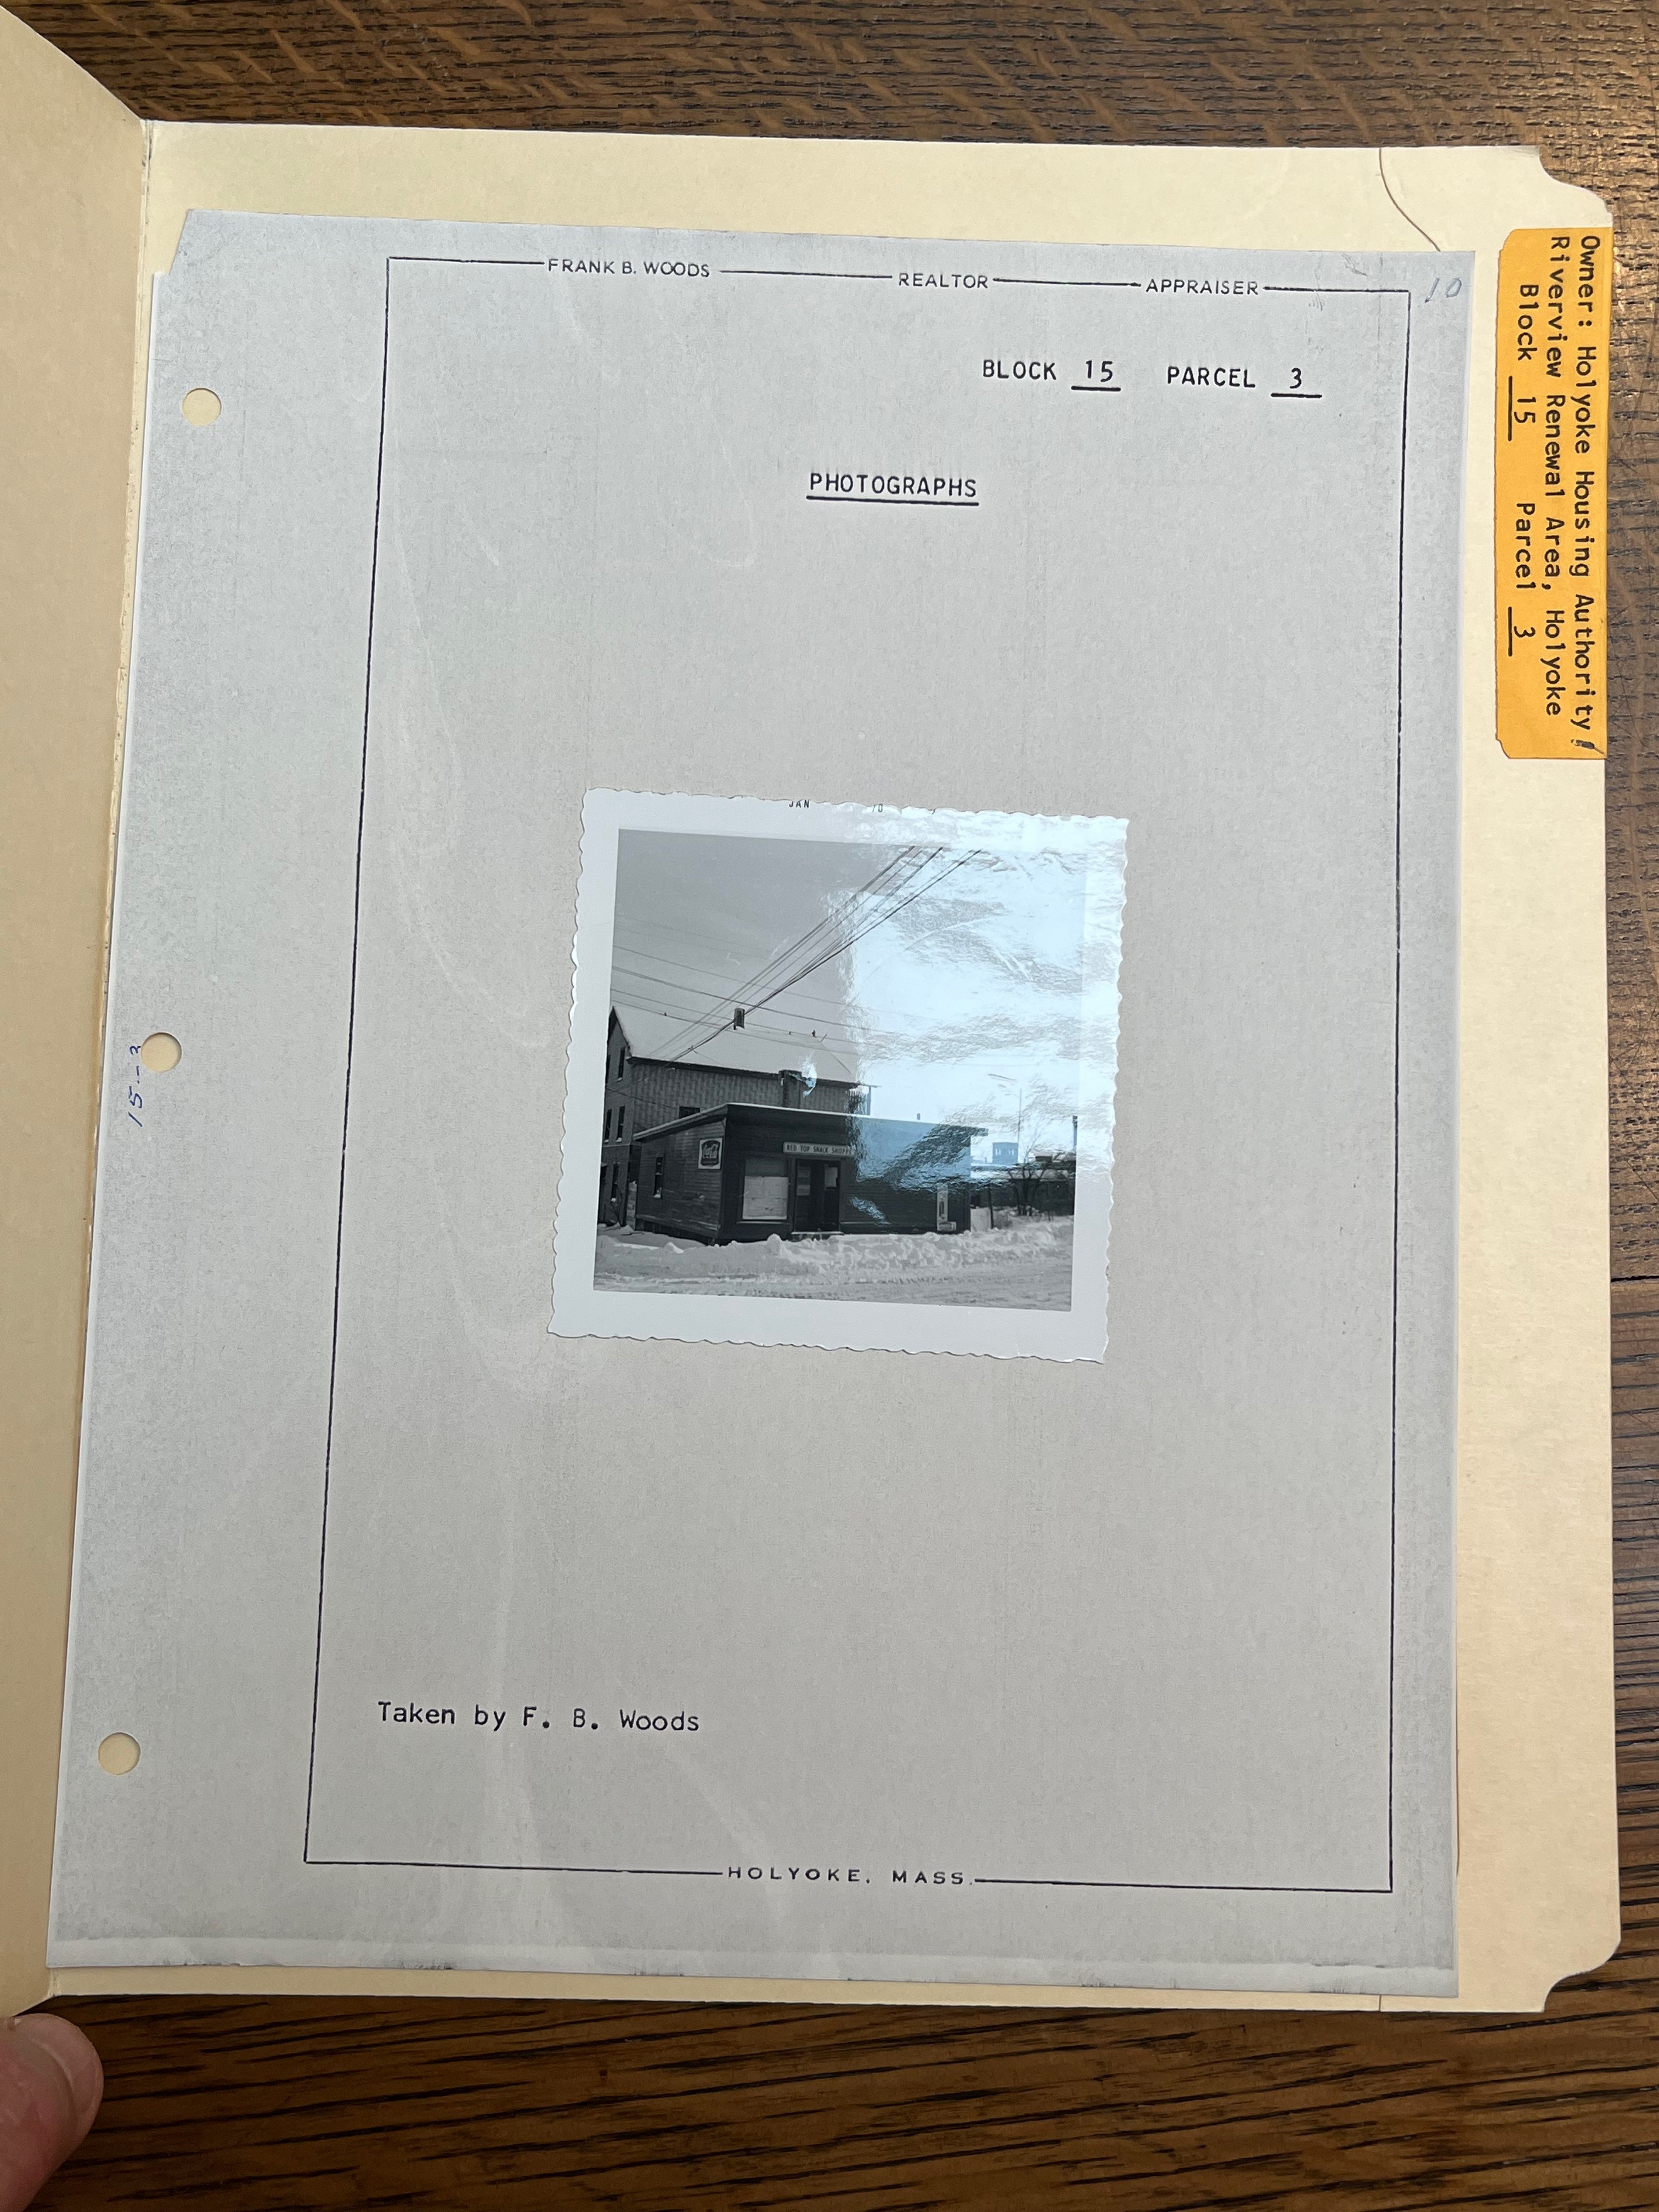 FRANK B. WOODS REALTOR APPRAISER
10
BLOCK 15 PARCEL 3
PHOTOGRAPHS
JAN 70
RED TOP SNACK SHOPPE
15-3
Taken by F. B. Woods
HOLYOKE, MASS.
Owner: Holyoke Housing Authority
Riverview Renewal Area, Holyoke
Block 15 Parcel 3